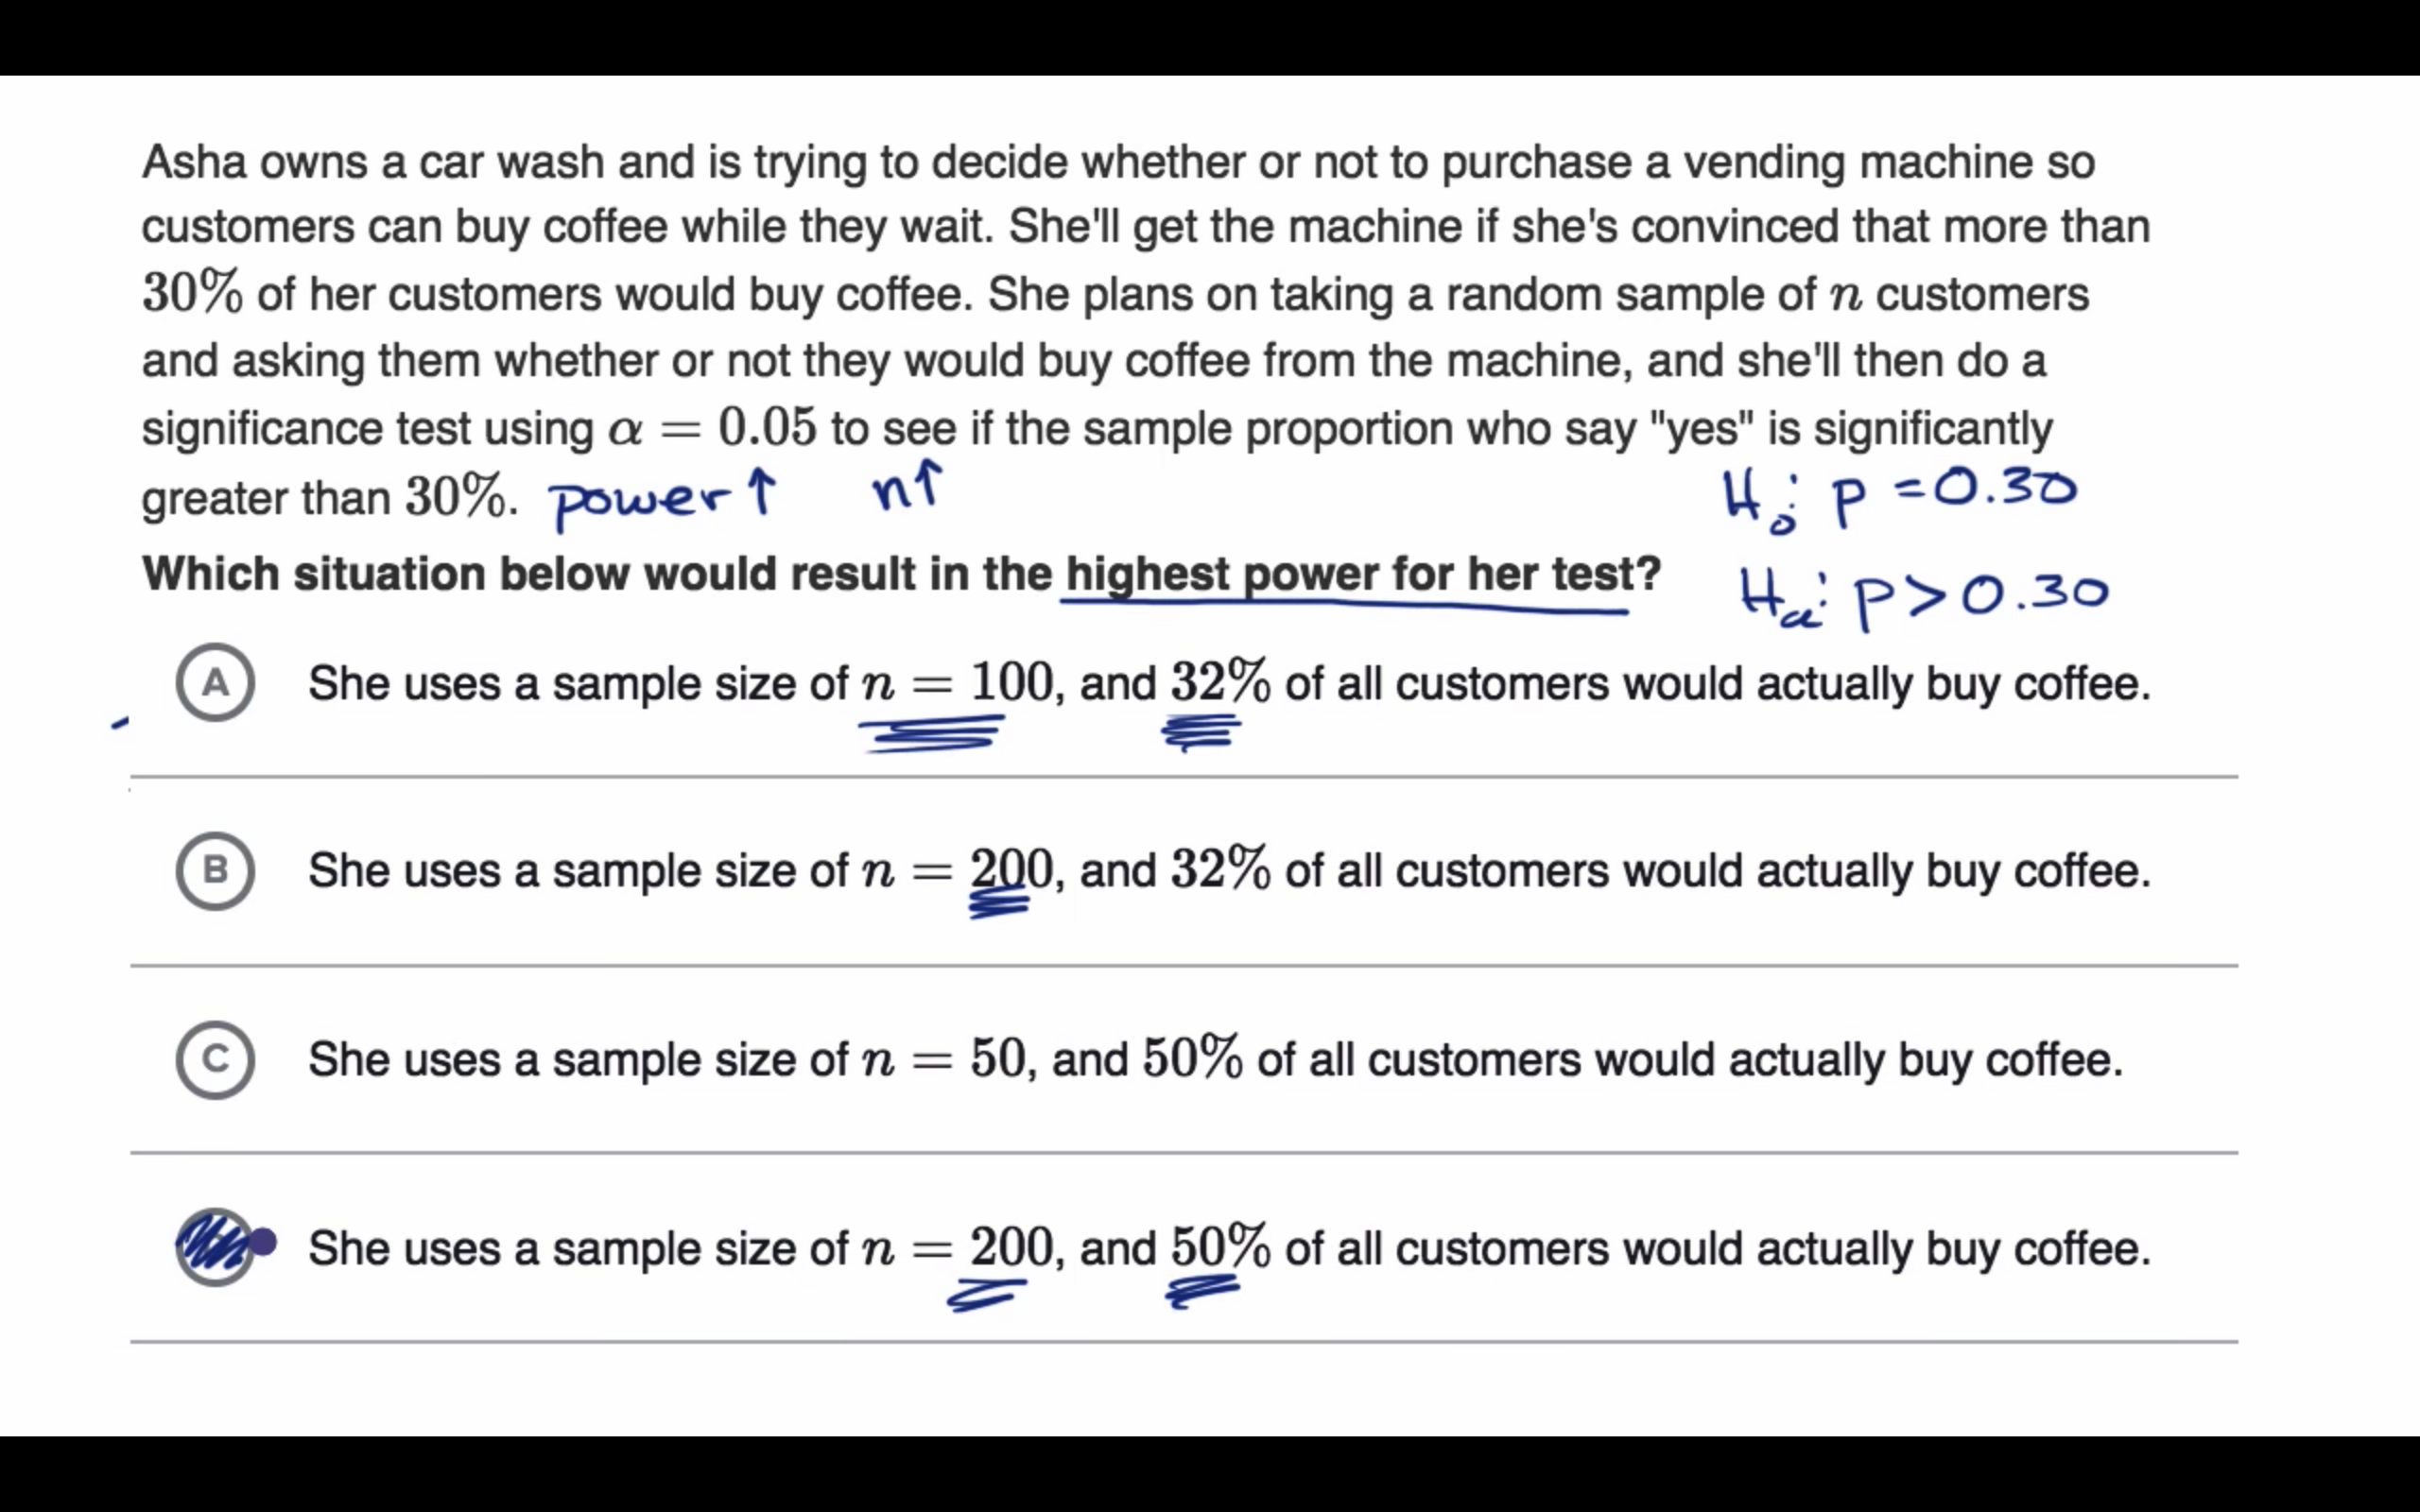 Asha owns a car wash and is trying to decide whether or not to purchase a vending machine so
customers can buy coffee while they wait. She'll get the machine if she's convinced that more than
30% of her customers would buy coffee. She plans on taking a random sample of n customers
and asking them whether or not they would buy coffee from the machine, and she'll then do a
significance test using α = 0.05 to see if the sample proportion who say "yes" is significantly
greater than 30%. power↑ n↑ H₀: p =0.30
Which situation below would result in the highest power for her test? Hₐ: p>0.30
A She uses a sample size of n = 100, and 32% of all customers would actually buy coffee.
B She uses a sample size of n = 200, and 32% of all customers would actually buy coffee.
C She uses a sample size of n = 50, and 50% of all customers would actually buy coffee.
She uses a sample size of n = 200, and 50% of all customers would actually buy coffee.